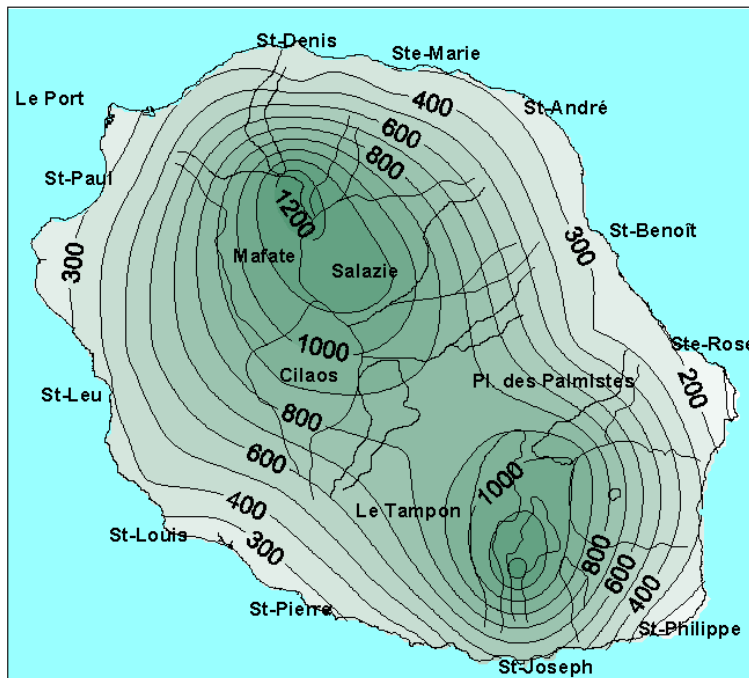 St-Denis
Ste-Marie
Le Port
400
St-André
600
800
St-Paul
1200
St-Benoît
300
Mafate
Salazie
300
1000
Ste-Rose
Cilaos
Pl. des Palmistes
200
St-Leu
800
600
1000
400
Le Tampon
St-Louis
300
800
600
400
St-Pierre
St-Philippe
St-Joseph